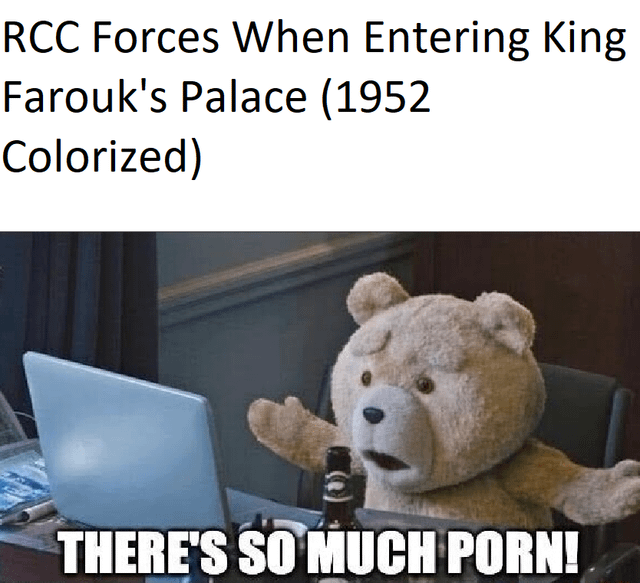 RCC Forces When Entering King
Farouk's Palace (1952
Colorized)
THERE'S SO MUCH PORN!